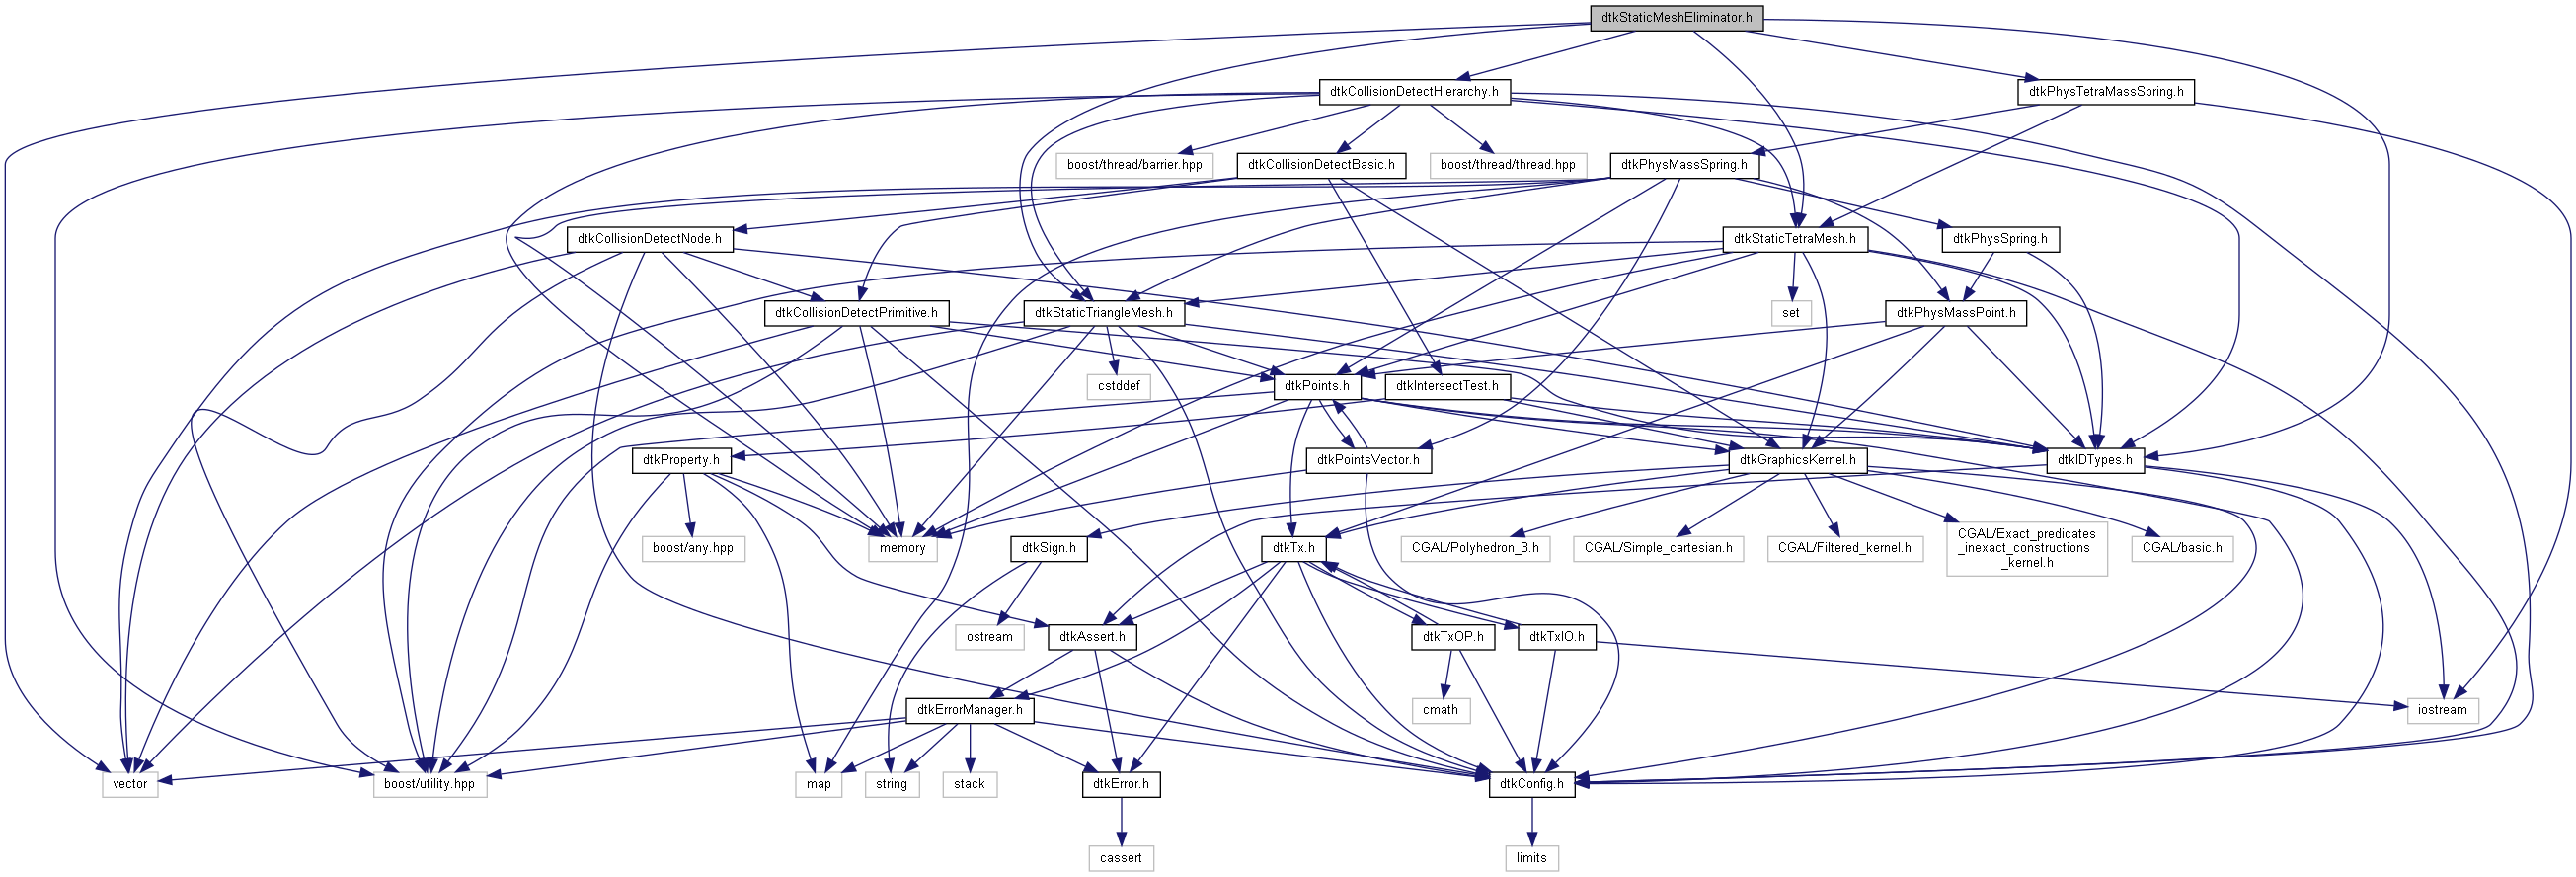 dtkStaticMeshEliminator.h
dtkCollisionDetectHierarchy.h
dtkPhysTetraMassSpring.h
boost/thread/barrier.hpp
dtkCollisionDetectBasic.h
boost/thread/thread.hpp
dtkPhysMassSpring.h
dtkCollisionDetectNode.h
dtkStaticTetraMesh.h
dtkPhysSpring.h
dtkCollisionDetectPrimitive.h
dtkStaticTriangleMesh.h
set
dtkPhysMassPoint.h
cstddef
dtkPoints.h
dtkIntersectTest.h
dtkProperty.h
dtkPointsVector.h
dtkGraphicsKernel.h
dtkIDTypes.h
boost/any.hpp
memory
dtkSign.h
dtkTx.h
CGAL/Polyhedron_3.h
CGAL/Simple_cartesian.h
CGAL/Filtered_kernel.h
CGAL/Exact_predicates
_inexact_constructions
_kernel.h
CGAL/basic.h
ostream
dtkAssert.h
dtkTxOP.h
dtkTxIO.h
dtkErrorManager.h
cmath
iostream
vector
boost/utility.hpp
map
string
stack
dtkError.h
dtkConfig.h
cassert
limits